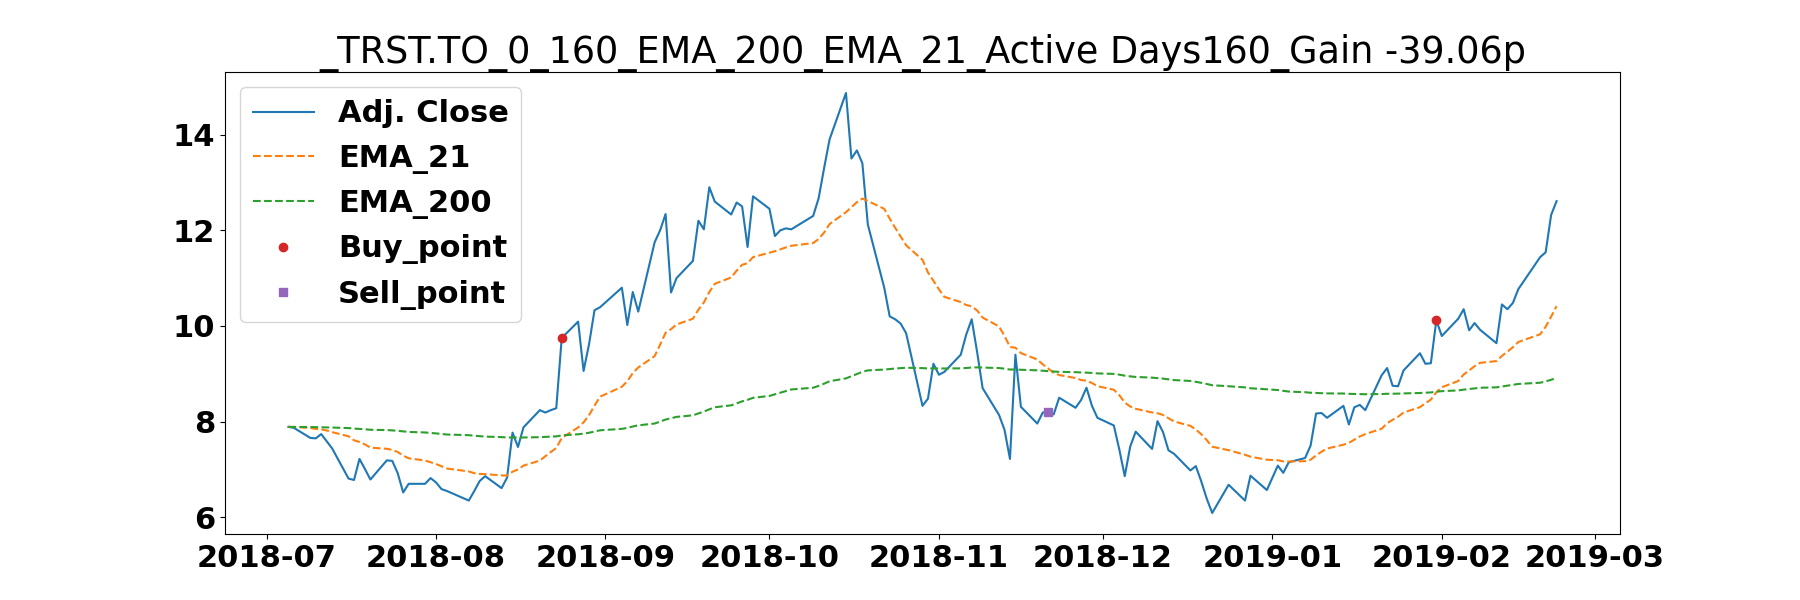 _TRST.TO_0_160_EMA_200_EMA_21_Active Days160_Gain -39.06p
Adj. Close
EMA_21
EMA_200
Buy_point
Sell_point
14
12
10
8
6
2018-07 2018-08 2018-09 2018-10 2018-11 2018-12 2019-01 2019-02 2019-03